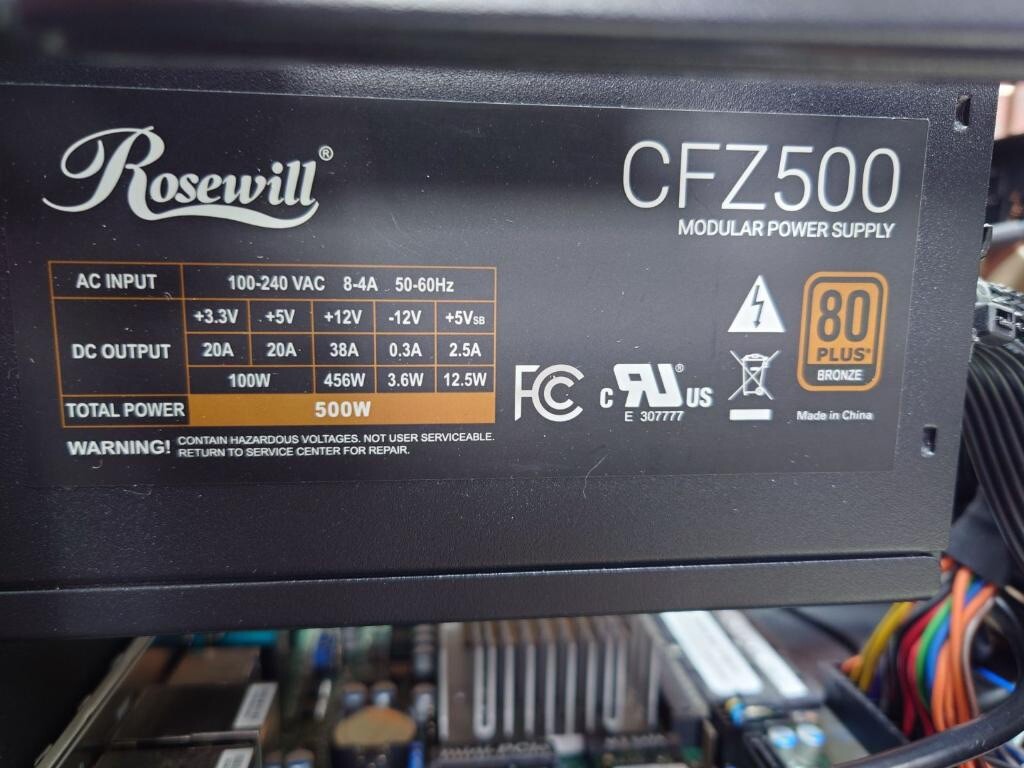 Rosewill®
CFZ500
MODULAR POWER SUPPLY
AC INPUT 100-240 VAC 8-4A 50-60Hz
DC OUTPUT
+3.3V +5V +12V -12V +5VSB
20A 20A 38A 0.3A 2.5A
100W 456W 3.6W 12.5W
TOTAL POWER 500W
WARNING! CONTAIN HAZARDOUS VOLTAGES. NOT USER SERVICEABLE.
RETURN TO SERVICE CENTER FOR REPAIR.
FC
c RU® US
E 307777
80
PLUS®
BRONZE
Made in China